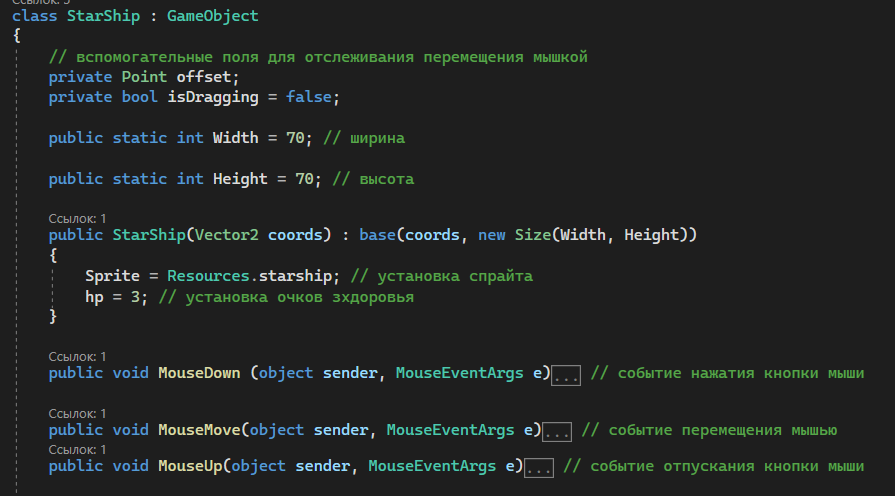 Ссылок: 3
class StarShip : GameObject
{
// вспомогательные поля для отслеживания перемещения мышкой
private Point offset;
private bool isDragging = false;
public static int Width = 70; // ширина
public static int Height = 70; // высота
Ссылок: 1
public StarShip(Vector2 coords) : base(coords, new Size(Width, Height))
{
Sprite = Resources.starship; // установка спрайта
hp = 3; // установка очков зхдоровья
}
Ссылок: 1
public void MouseDown (object sender, MouseEventArgs e)... // событие нажатия кнопки мыши
Ссылок: 1
public void MouseMove(object sender, MouseEventArgs e)... // событие перемещения мышью
Ссылок: 1
public void MouseUp(object sender, MouseEventArgs e)... // событие отпускания кнопки мыши